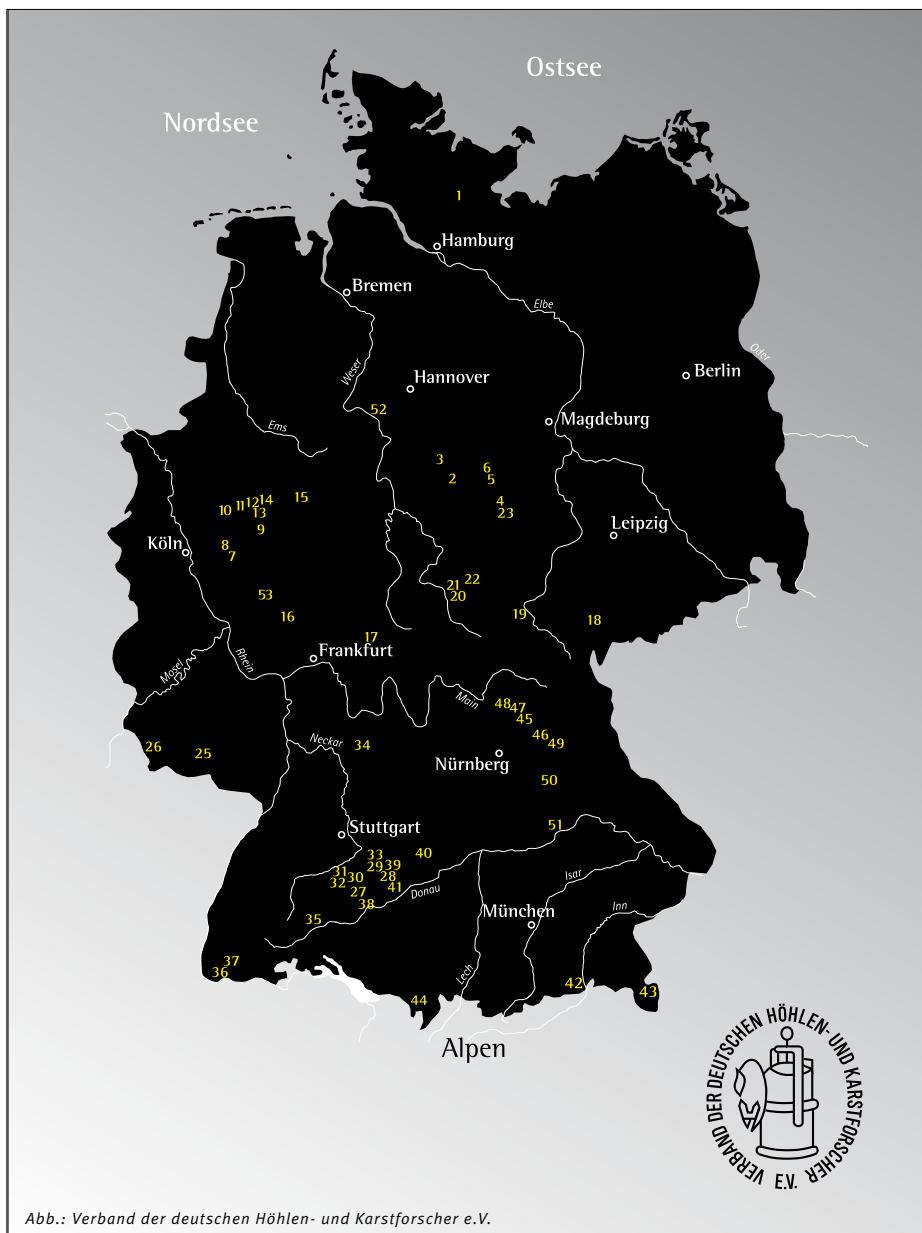 Ostsee
Nordsee
1
Hamburg
Bremen
Elbe
Oder
Weser
Hannover
Berlin
52
Magdeburg
Ems
3
6
2
5
15
14
12
11
10
13
4
23
9
Leipzig
Köln
8
7
22
21
20
53
19
18
16
17
Frankfurt
Rhein
Mosel
Main
48
47
45
46
49
26
25
Neckar
34
Nürnberg
50
51
Stuttgart
33
40
29
39
31
30
28
32
27
41
38
Donau
Isar
35
München
Inn
37
36
Lech
42
43
44
Alpen
VERBAND DER DEUTSCHEN HÖHLEN- UND KARSTFORSCHER
E.V.
Abb.: Verband der deutschen Höhlen- und Karstforscher e.V.